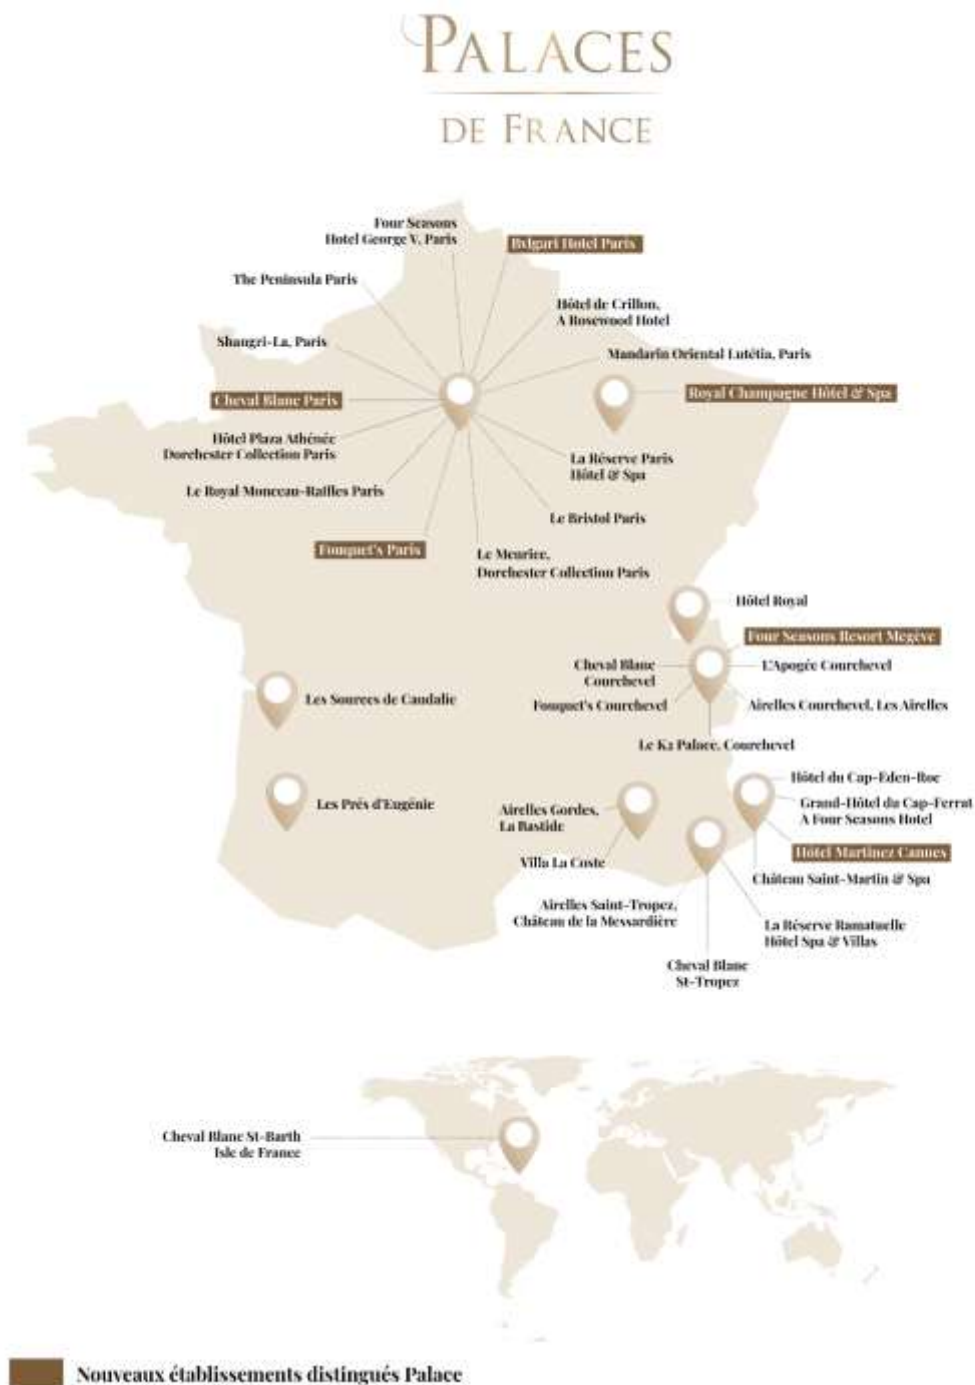 PALACES
DE FRANCE
Four Seasons
Hotel George V, Paris
Bvlgari Hotel Paris
The Peninsula Paris
Hôtel de Crillon,
A Rosewood Hotel
Shangri-La, Paris
Mandarin Oriental Lutétia, Paris
Cheval Blanc Paris
Royal Champagne Hôtel & Spa
Hôtel Plaza Athénée
Dorchester Collection Paris
La Réserve Paris
Hôtel & Spa
Le Royal Monceau-Raffles Paris
Le Bristol Paris
Fouquet's Paris
Le Meurice,
Dorchester Collection Paris
Hôtel Royal
Four Seasons Resort Megève
Cheval Blanc
Courchevel
L'Apogée Courchevel
Fouquet's Courchevel
Airelles Courchevel, Les Airelles
Les Sources de Caudalie
Le K2 Palace, Courchevel
Hôtel du Cap-Eden-Roc
Les Prés d'Eugénie
Airelles Gordes,
La Bastide
Grand-Hôtel du Cap-Ferrat
A Four Seasons Hotel
Villa La Coste
Hôtel Martinez Cannes
Château Saint-Martin & Spa
Airelles Saint-Tropez,
Château de la Messardière
La Réserve Ramatuelle
Hôtel Spa & Villas
Cheval Blanc
St-Tropez
Cheval Blanc St-Barth
Isle de France
Nouveaux établissements distingués Palace